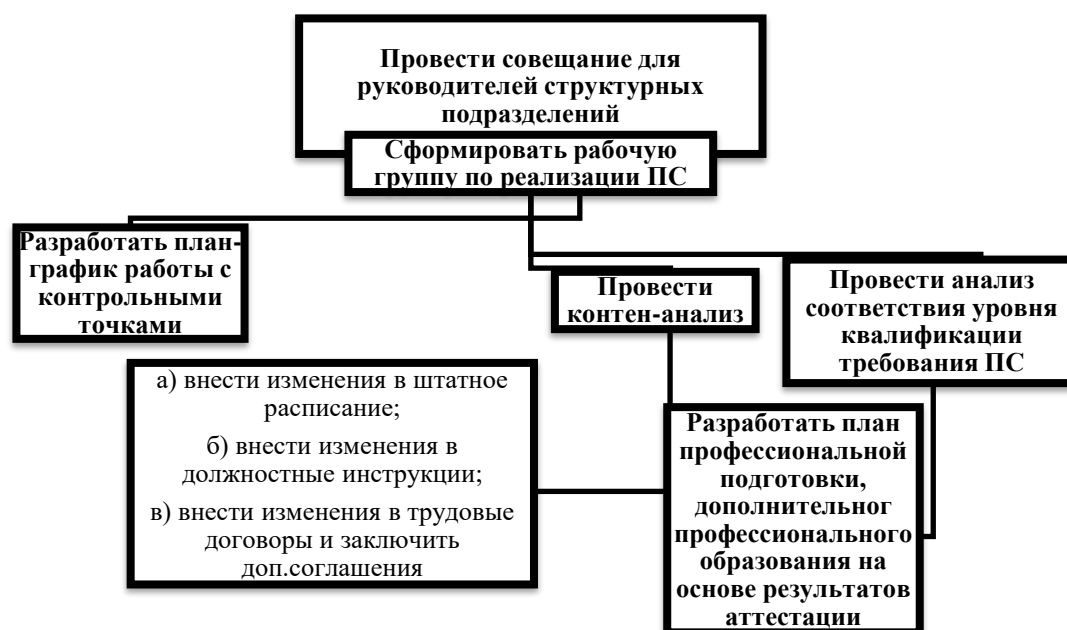 Провести совещание для
руководителей структурных
подразделений
Сформировать рабочую
группу по реализации ПС
Разработать план-
график работы с
контрольными
точками
Провести
контен-анализ
Провести анализ
соответствия уровня
квалификации
требования ПС
а) внести изменения в штатное
расписание;
б) внести изменения в
должностные инструкции;
в) внести изменения в трудовые
договоры и заключить
доп.соглашения
Разработать план
профессиональной
подготовки,
дополнительног
профессионального
образования на
основе результатов
аттестации